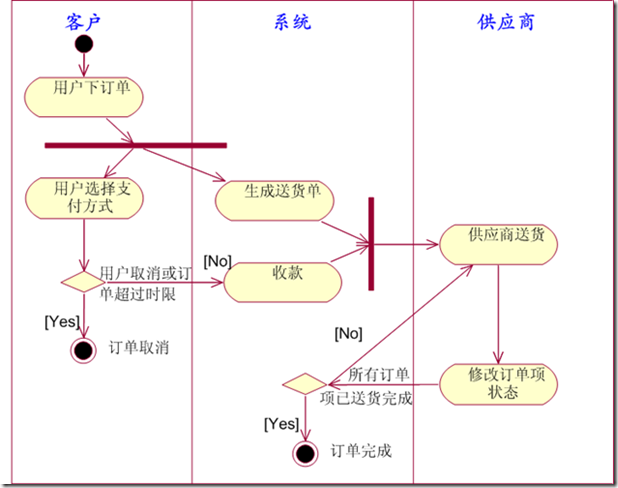 客户
系统
供应商
用户下订单
用户选择支
付方式
生成送货单
供应商送货
用户取消或订
单超过时限
[No]
收款
[Yes]
订单取消
[No]
所有订单
项已送货完成
修改订单项
状态
[Yes]
订单完成